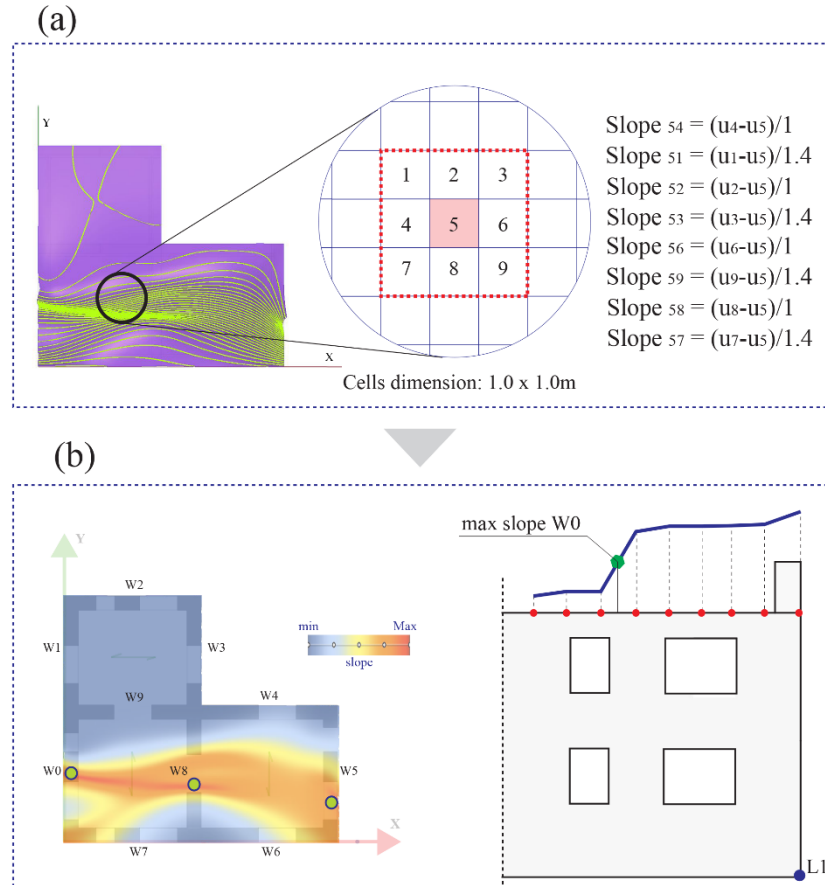 (a)
Y
X
1 2 3
4 5 6
7 8 9
Cells dimension: 1.0 x 1.0m
Slope 54 = (u4-u5)/1
Slope 51 = (u1-u5)/1.4
Slope 52 = (u2-u5)/1
Slope 53 = (u3-u5)/1.4
Slope 56 = (u6-u5)/1
Slope 59 = (u9-u5)/1.4
Slope 58 = (u8-u5)/1
Slope 57 = (u7-u5)/1.4
(b)
Y
W2
W1
W3
W9
W4
W0
W8
W5
X
W7
W6
min
Max
slope
max slope W0
L1